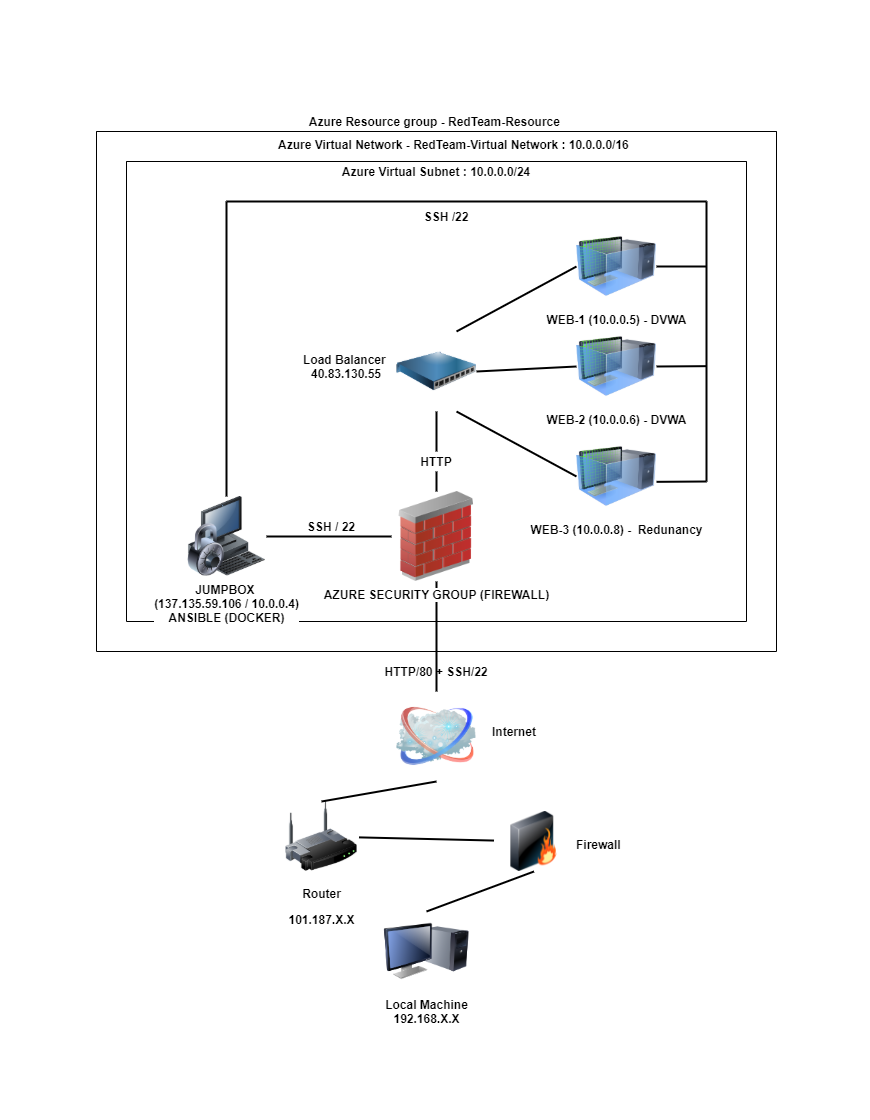 Azure Resource group - RedTeam-Resource
Azure Virtual Network - RedTeam-Virtual Network : 10.0.0.0/16
Azure Virtual Subnet : 10.0.0.0/24
SSH /22
WEB-1 (10.0.0.5) - DVWA
Load Balancer
40.83.130.55
WEB-2 (10.0.0.6) - DVWA
HTTP
WEB-3 (10.0.0.8) - Redunancy
SSH / 22
JUMPBOX
(137.135.59.106 / 10.0.0.4)
ANSIBLE (DOCKER)
AZURE SECURITY GROUP (FIREWALL)
HTTP/80 + SSH/22
Internet
Firewall
Router
101.187.X.X
Local Machine
192.168.X.X